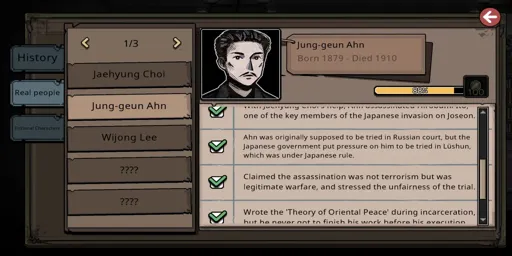 History
Real people
1/3
Jaehyung Choi
Jung-geun Ahn
Wijong Lee
????
????
Jung-geun Ahn
Born 1879 - Died 1910
100
one of the key members of the Japanese invasion on Joseon.
Ahn was originally supposed to be tried in Russian court, but the
Japanese government put pressure on him to be tried in Lüshun,
which was under Japanese rule.
Claimed the assassination was not terrorism but was
legitimate warfare, and stressed the unfairness of the trial.
Wrote the 'Theory of Oriental Peace' during incarceration,
but he never got to finish his work before his execution